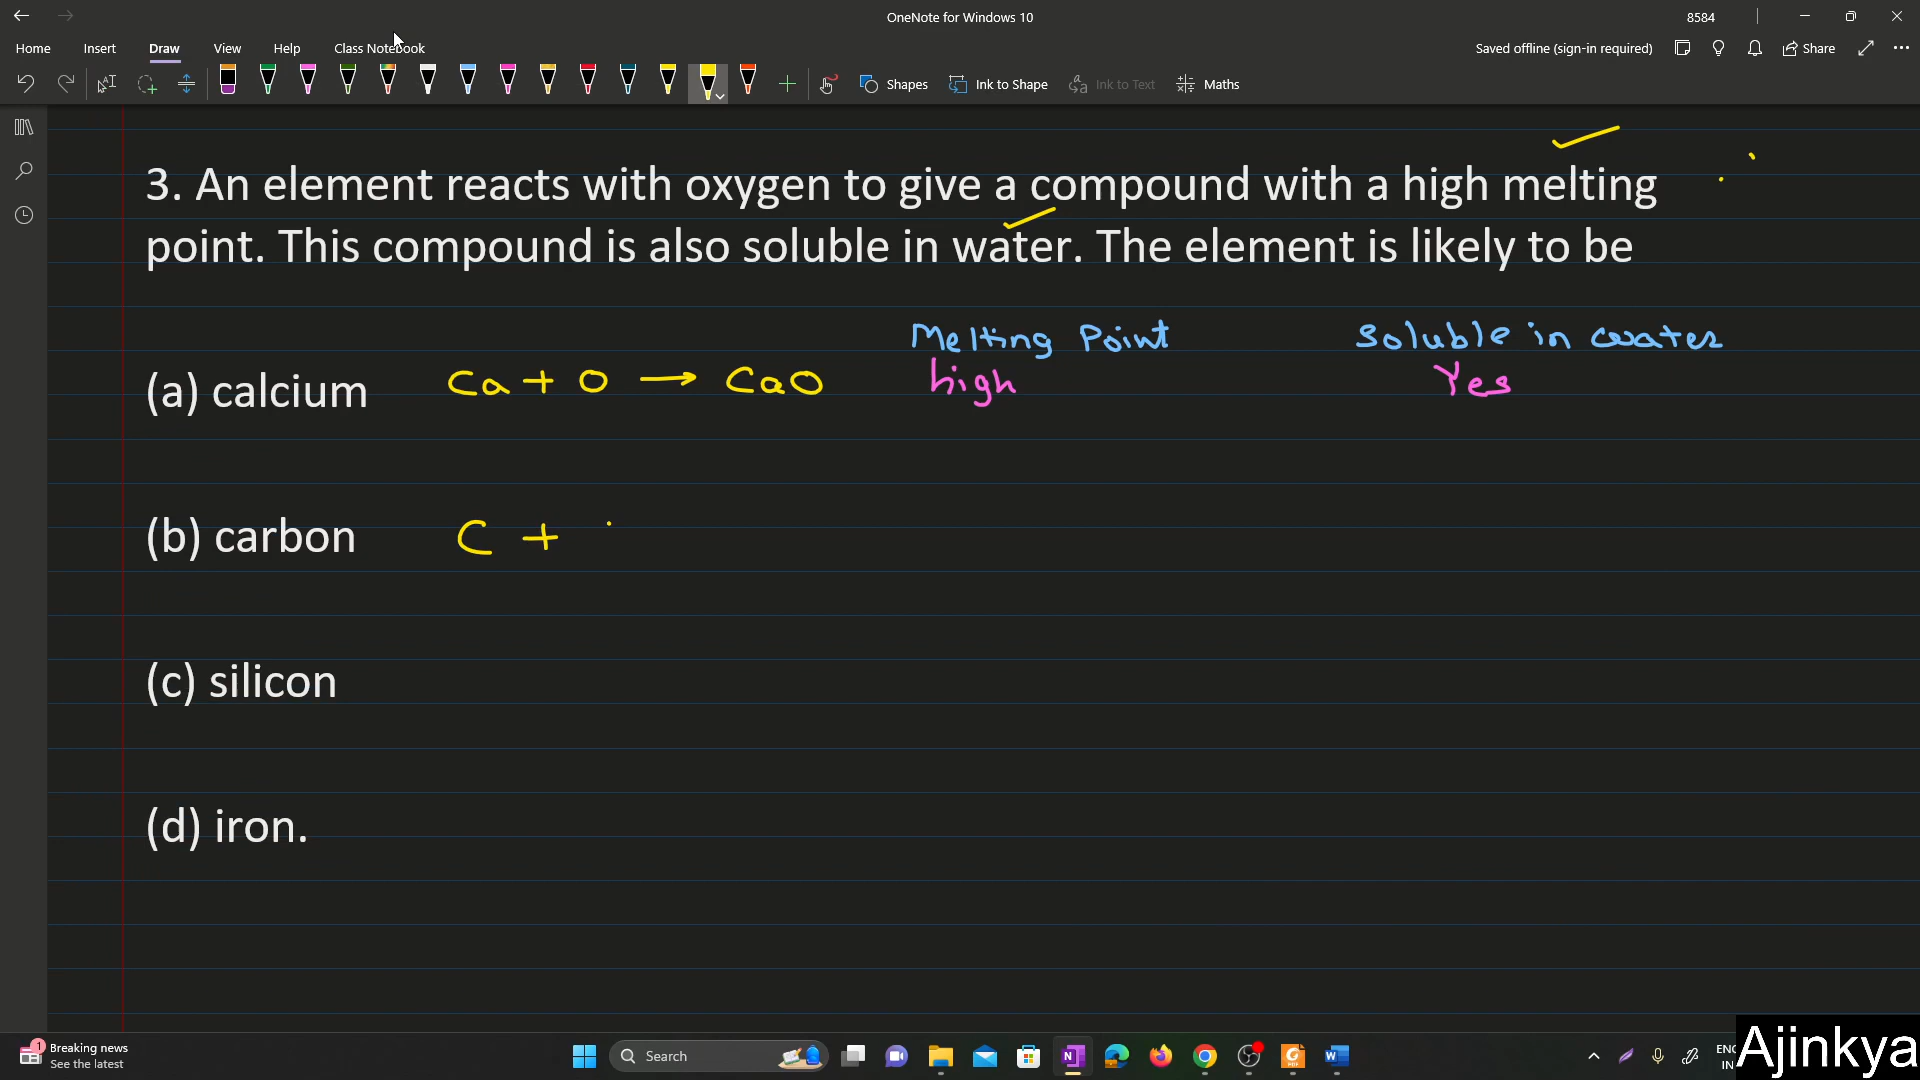 OneNote for Windows 10
8584
Home Insert Draw View Help Class Notebook
Saved offline (sign-in required) Share
Shapes Ink to Shape Ink to Text Maths
3. An element reacts with oxygen to give a compound with a high melting
point. This compound is also soluble in water. The element is likely to be
Melting Point Soluble in water
(a) calcium Ca + O → CaO high Yes
(b) carbon C +
(c) silicon
(d) iron.
1 Breaking news
See the latest
Search
ENG
IN
Ajinkya